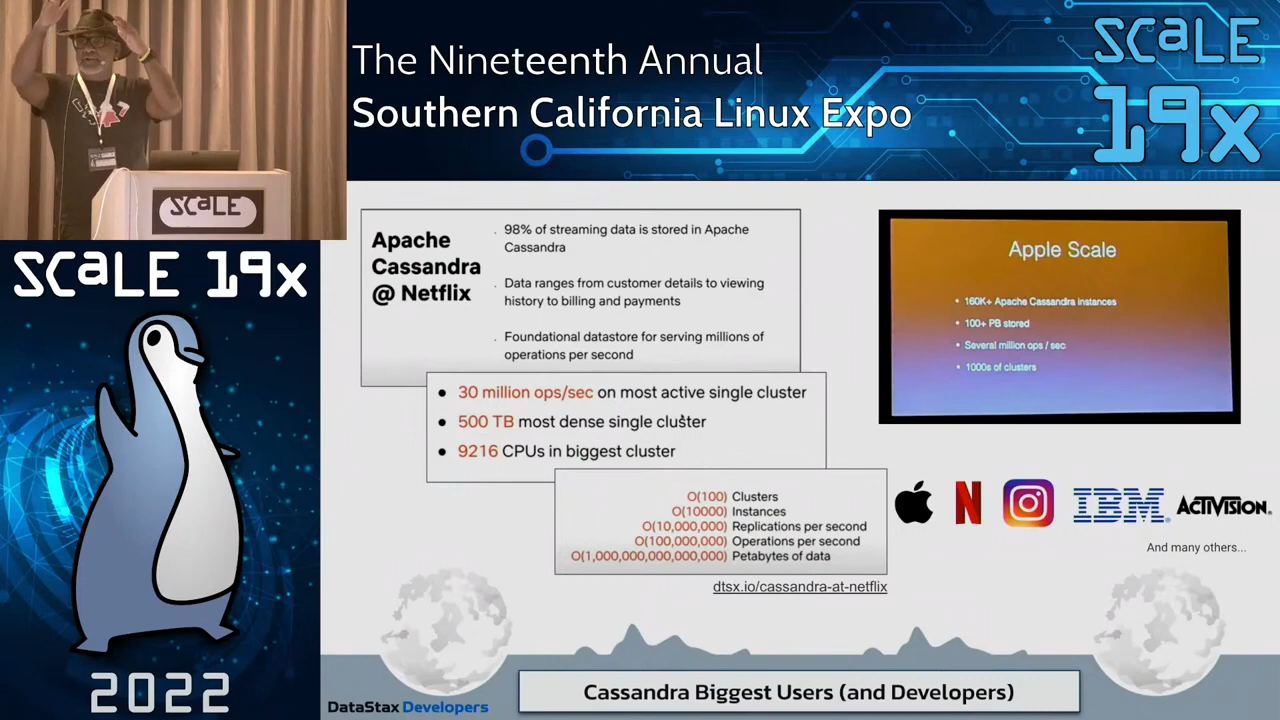 The Nineteenth Annual
Southern California Linux Expo
SCALE
19x
SCALE
SCALE 19x
2022
Apache
Cassandra
@ Netflix
98% of streaming data is stored in Apache
Cassandra
Data ranges from customer details to viewing
history to billing and payments
Foundational datastore for serving millions of
operations per second
30 million ops/sec on most active single cluster
500 TB most dense single cluster
9216 CPUs in biggest cluster
O(100) Clusters
O(10000) Instances
O(10,000,000) Replications per second
O(100,000,000) Operations per second
O(1,000,000,000,000,000) Petabytes of data
dtsx.io/cassandra-at-netflix
Apple Scale
• 160K+ Apache Cassandra instances
• 100+ PB stored
• Several million ops / sec
• 1000s of clusters
N
IBM
ACTIVISION
And many others...
Cassandra Biggest Users (and Developers)
DataStax Developers